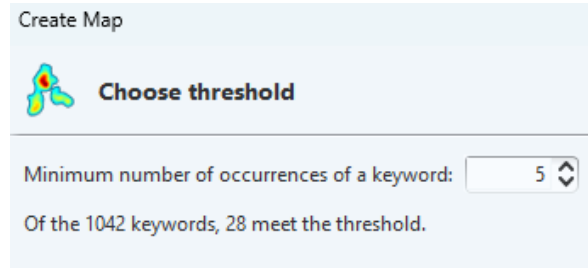 Create Map
Choose threshold
Minimum number of occurrences of a keyword: 5
Of the 1042 keywords, 28 meet the threshold.